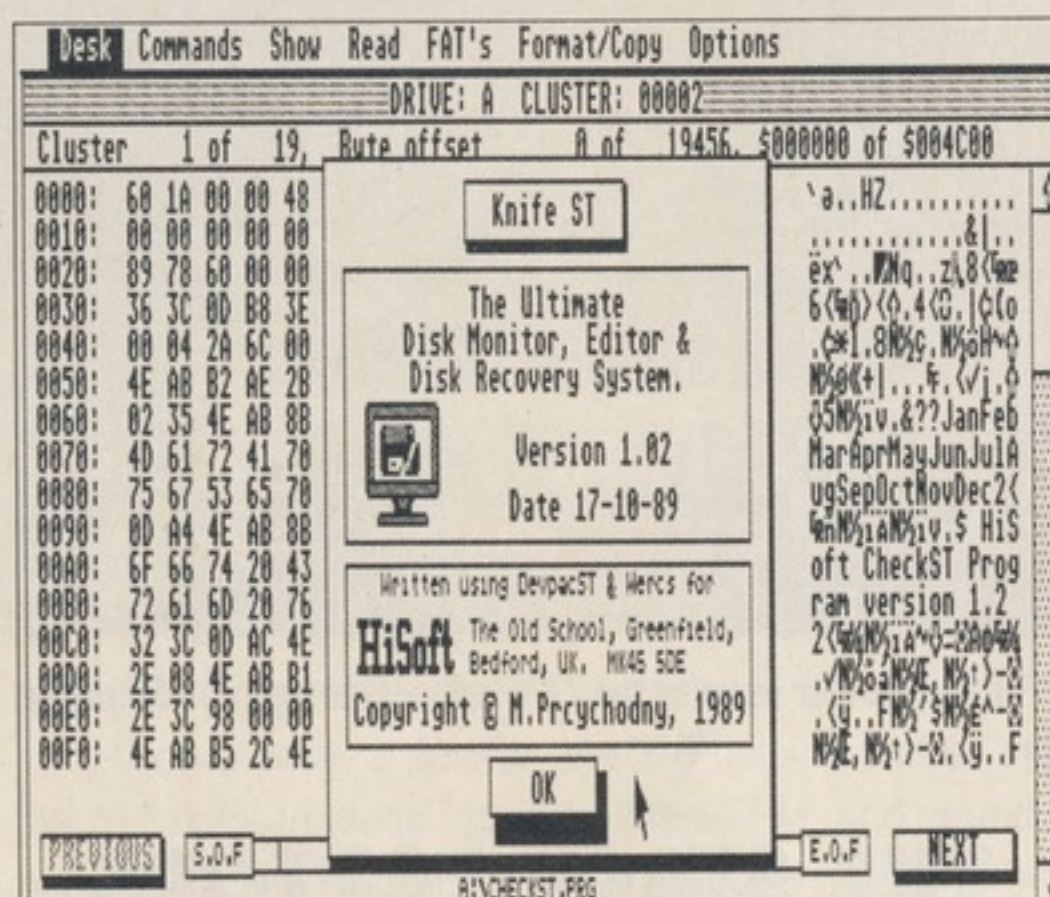 Desk Commands Show Read FAT's Format/Copy Options
DRIVE: A CLUSTER: 00002
Cluster 1 of 19, Byte offset 0 of 19456, $000000 of $004C00
0000: 60 1A 00 00 48
0010: 00 00 00 00 00
0020: 89 78 60 00 00
0030: 36 3C 0D B8 3E
0040: 00 04 2A 6C 00
0050: 4E AB B2 AE 2B
0060: 02 35 4E AB 8B
0070: 4D 61 72 41 70
0080: 75 67 53 65 70
0090: 0D A4 4E AB 8B
00A0: 6F 66 74 20 43
00B0: 72 61 6D 20 76
00C0: 32 3C 0D AC 4E
00D0: 2E 08 4E AB B1
00E0: 2E 3C 98 00 00
00F0: 4E AB B5 2C 4E
Knife ST
The Ultimate
Disk Monitor, Editor &
Disk Recovery System.
Version 1.02
Date 17-10-89
Written using DevpacST & Wercs for
HiSoft The Old School, Greenfield,
Bedford, UK. MK45 5DE
Copyright © M.Prcychodny, 1989
OK
`a..HZ..........
............&|..
.&??JanFeb
MarAprMayJunJulA
ugSepOctNovDec2<
.$ HiS
oft CheckST Prog
ram version 1.2
PREVIOUS S.O.F E.O.F NEXT
A:\CHECKST.PRG